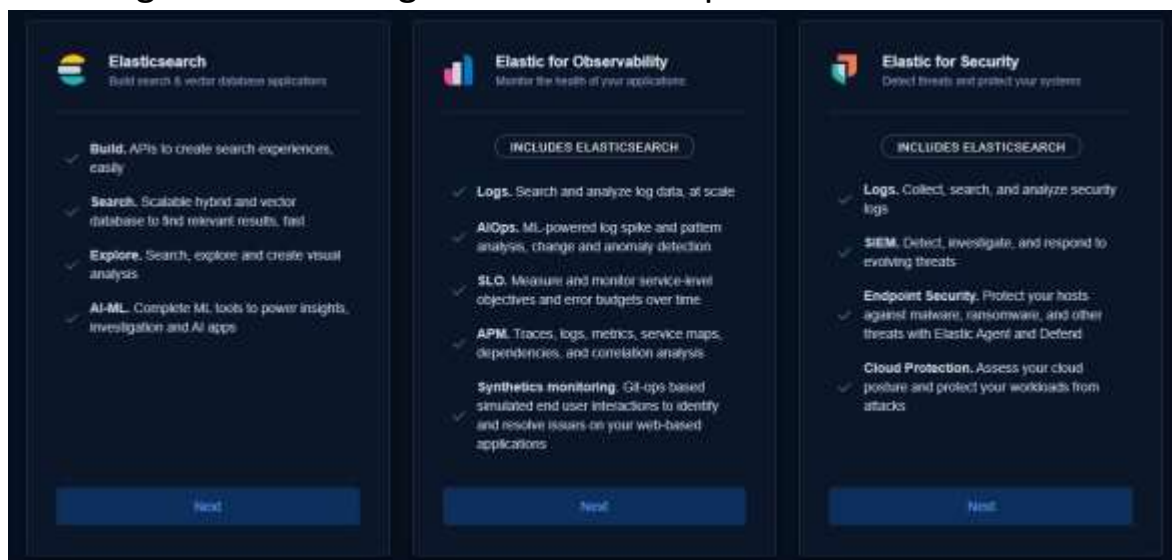 Elasticsearch
Build search & vector database applications
Build. APIs to create search experiences,
easily
Search. Scalable hybrid and vector
database to find relevant results, fast
Explore. Search, explore and create visual
analysis
AI-ML. Complete ML tools to power insights,
investigation and AI apps
Next
Elastic for Observability
Monitor the health of your applications
INCLUDES ELASTICSEARCH
Logs. Search and analyze log data, at scale
AIOps. ML-powered log spike and pattern
analysis, change and anomaly detection
SLO. Measure and monitor service-level
objectives and error budgets over time
APM. Traces, logs, metrics, service maps,
dependencies, and correlation analysis
Synthetics monitoring. Git-ops based
simulated end user interactions to identify
and resolve issues on your web-based
applications
Next
Elastic for Security
Detect threats and protect your systems
INCLUDES ELASTICSEARCH
Logs. Collect, search, and analyze security
logs
SIEM. Detect, investigate, and respond to
evolving threats
Endpoint Security. Protect your hosts
against malware, ransomware, and other
threats with Elastic Agent and Defend
Cloud Protection. Assess your cloud
posture and protect your workloads from
attacks
Next